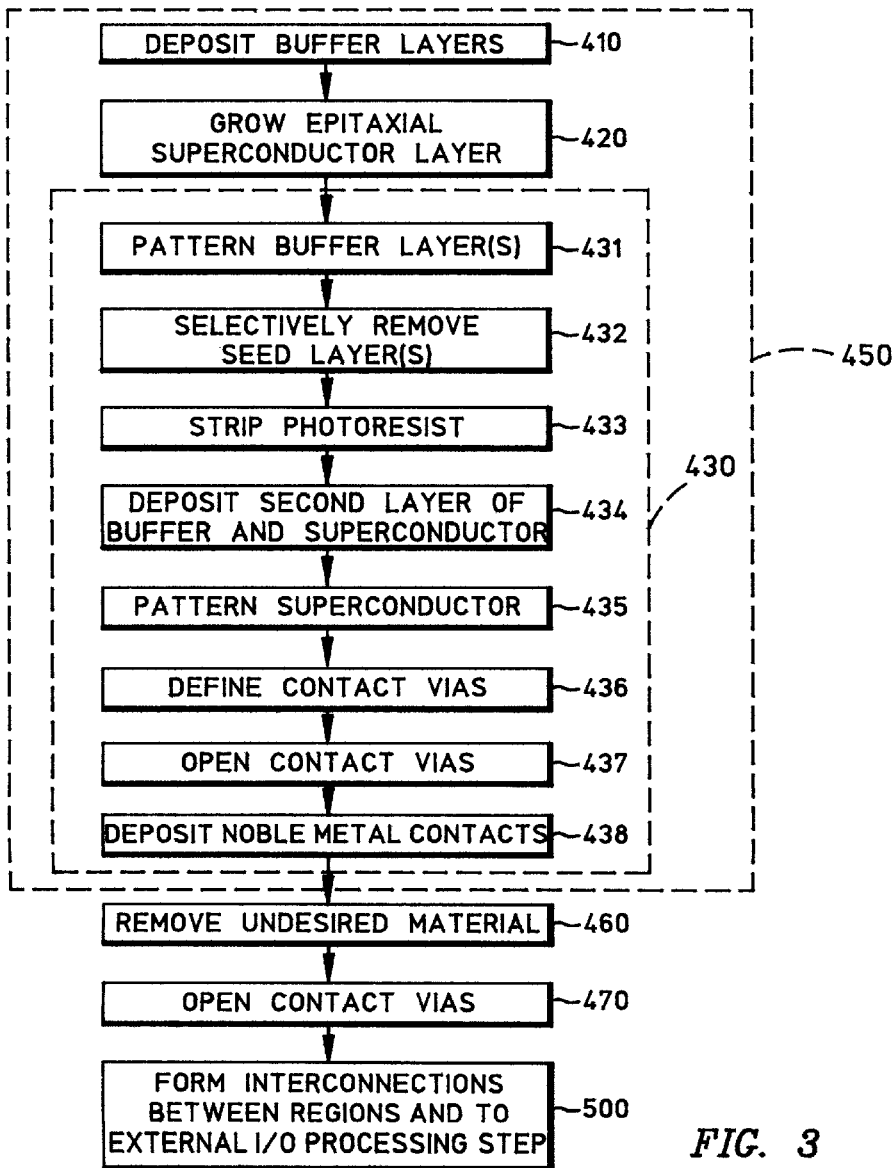 DEPOSIT BUFFER LAYERS 410
GROW EPITAXIAL
SUPERCONDUCTOR LAYER 420
PATTERN BUFFER LAYER(S) 431
SELECTIVELY REMOVE
SEED LAYER(S) 432
450
STRIP PHOTORESIST 433
430
DEPOSIT SECOND LAYER OF
BUFFER AND SUPERCONDUCTOR 434
PATTERN SUPERCONDUCTOR 435
DEFINE CONTACT VIAS 436
OPEN CONTACT VIAS 437
DEPOSIT NOBLE METAL CONTACTS 438
REMOVE UNDESIRED MATERIAL 460
OPEN CONTACT VIAS 470
FORM INTERCONNECTIONS
BETWEEN REGIONS AND TO
EXTERNAL I/O PROCESSING STEP 500
FIG. 3